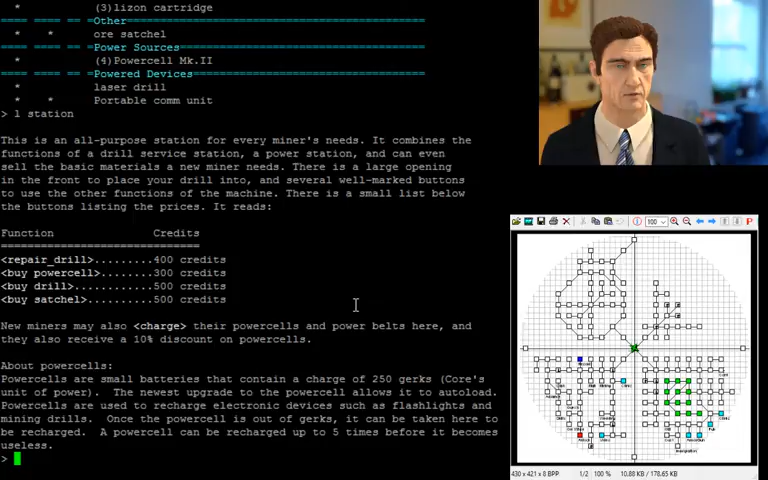 * (3)lizon cartridge
==== ==== == =Other=================================================
* * ore satchel
==== ==== == =Power Sources=========================================
* (4)Powercell Mk.II
==== ==== == =Powered Devices=======================================
* laser drill
* * Portable comm unit
> l station
This is an all-purpose station for every miner's needs. It combines the
functions of a drill service station, a power station, and can even
sell the basic materials a new miner needs. There is a large opening
in the front to place your drill into, and several well-marked buttons
to use the other functions of the machine. There is a small list below
the buttons listing the prices. It reads:
Function Credits
==================================
<repair_drill>.........400 credits
<buy powercell>........300 credits
<buy drill>............500 credits
<buy satchel>..........500 credits
New miners may also <charge> their powercells and power belts here, and
they also receive a 10% discount on powercells.
About powercells:
Powercells are small batteries that contain a charge of 250 gerks (Core's
unit of power). The newest upgrade to the powercell allows it to autoload.
Powercells are used to recharge electronic devices such as flashlights and
mining drills. Once the powercell is out of gerks, it can be taken here to
be recharged. A powercell can be recharged up to 5 times before it becomes
useless.
>
100
430 x 421 x 8 BPP 1/2 100 % 10.88 KB / 178.65 KB